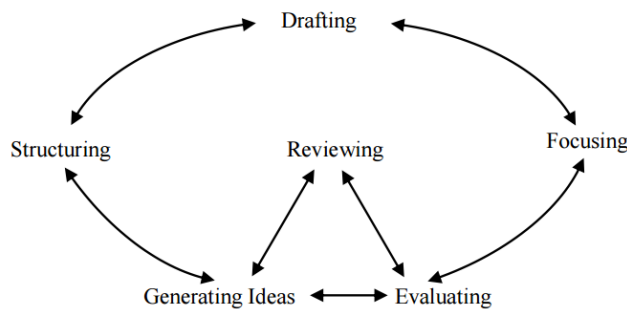 Drafting
Structuring
Reviewing
Focusing
Generating Ideas
Evaluating